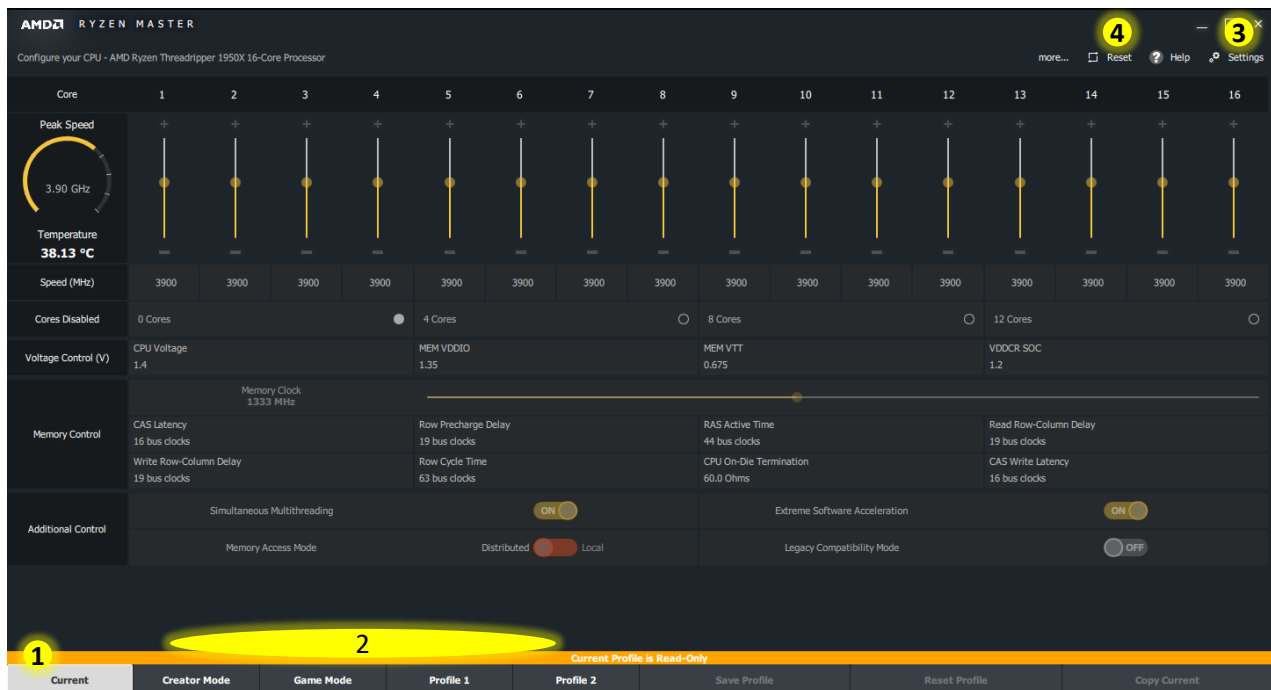 AMD RYZEN MASTER
4
3
Configure your CPU - AMD Ryzen Threadripper 1950X 16-Core Processor
more... Reset ? Help Settings
Core 1 2 3 4 5 6 7 8 9 10 11 12 13 14 15 16
Peak Speed
3.90 GHz
Temperature
38.13 °C
Speed (MHz) 3900 3900 3900 3900 3900 3900 3900 3900 3900 3900 3900 3900 3900 3900 3900 3900
Cores Disabled 0 Cores 4 Cores 8 Cores 12 Cores
Voltage Control (V)
CPU Voltage MEM VDDIO MEM VTT VDDCR SOC
1.4 1.35 0.675 1.2
Memory Control
Memory Clock
1333 MHz
CAS Latency Row Precharge Delay RAS Active Time Read Row-Column Delay
16 bus clocks 19 bus clocks 44 bus clocks 19 bus clocks
Write Row-Column Delay Row Cycle Time CPU On-Die Termination CAS Write Latency
19 bus clocks 63 bus clocks 60.0 Ohms 16 bus clocks
Additional Control
Simultaneous Multithreading ON Extreme Software Acceleration ON
Memory Access Mode Distributed Local Legacy Compatibility Mode OFF
1
2
Current Profile is Read-Only
Current Creator Mode Game Mode Profile 1 Profile 2 Save Profile Reset Profile Copy Current